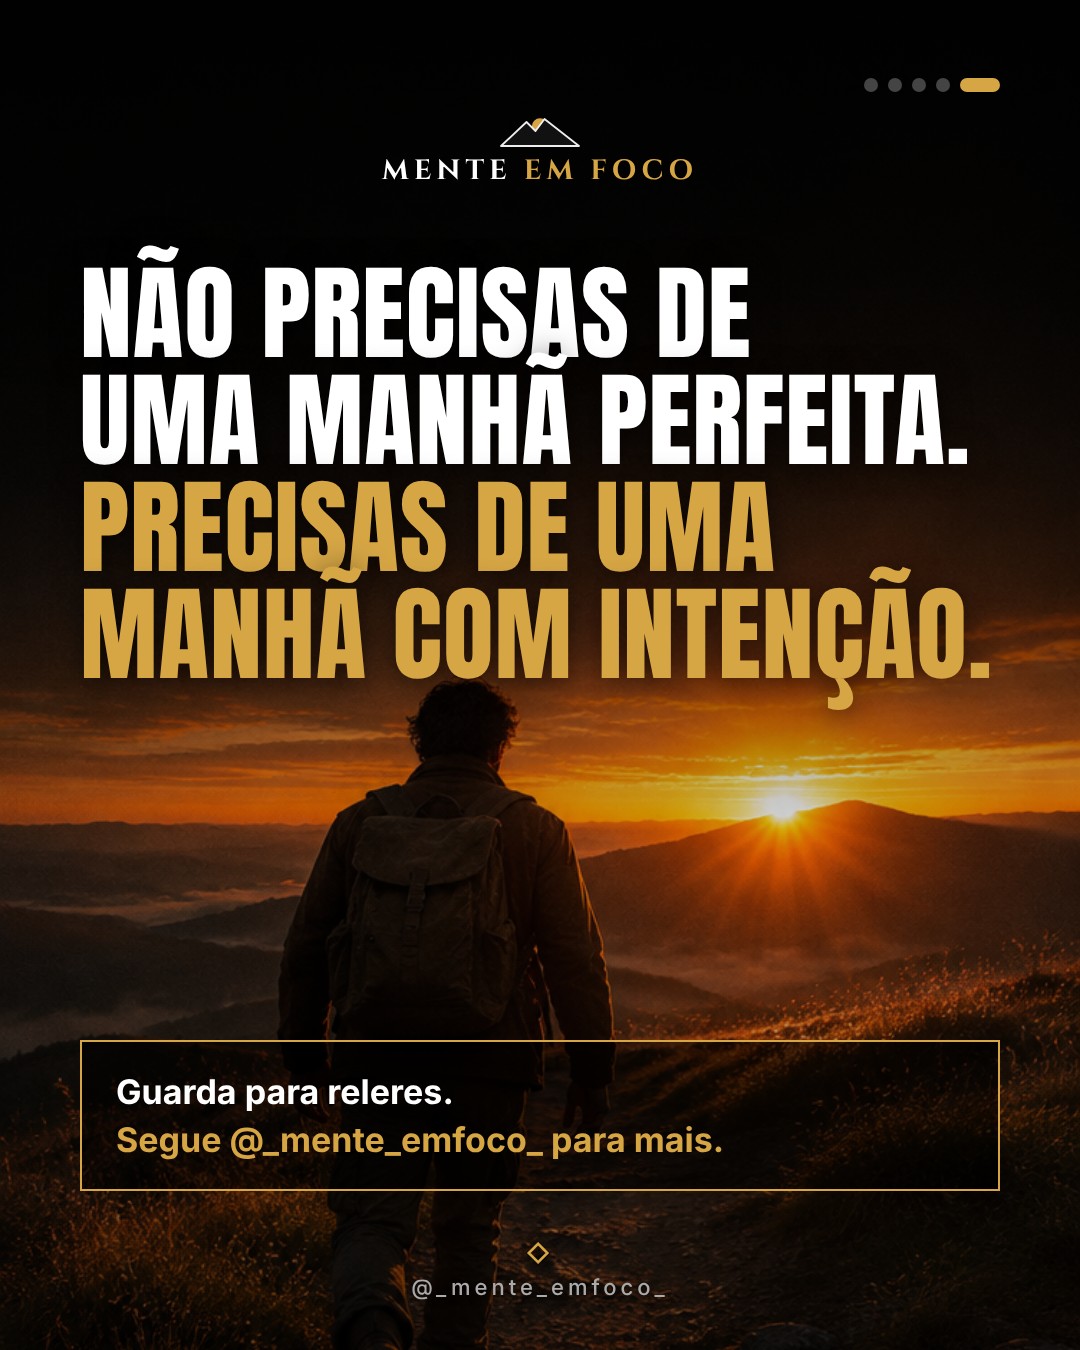 MENTE EM FOCO
NÃO PRECISAS DE
UMA MANHÃ PERFEITA.
PRECISAS DE UMA
MANHÃ COM INTENÇÃO.
Guarda para releres.
Segue @_mente_emfoco_ para mais.
@_mente_emfoco_